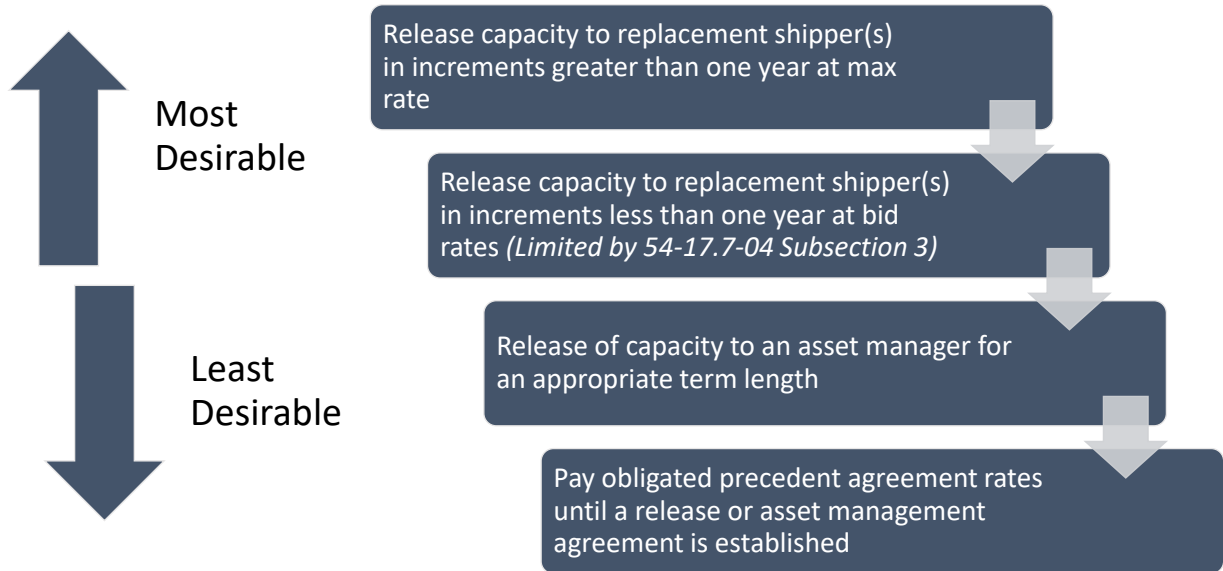 Most
Desirable
Release capacity to replacement shipper(s)
in increments greater than one year at max
rate
Release capacity to replacement shipper(s)
in increments less than one year at bid
rates (Limited by 54-17.7-04 Subsection 3)
Least
Desirable
Release of capacity to an asset manager for
an appropriate term length
Pay obligated precedent agreement rates
until a release or asset management
agreement is established